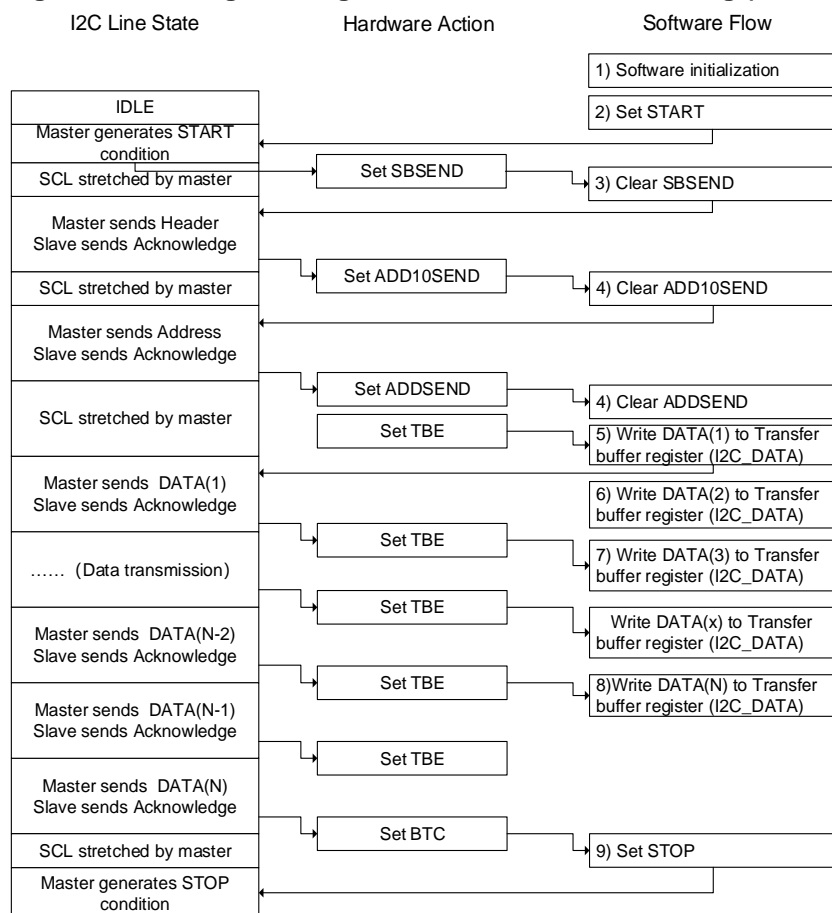 I2C Line State
Hardware Action
Software Flow
1) Software initialization
IDLE
2) Set START
Master generates START
condition
SCL stretched by master
Set SBSEND
3) Clear SBSEND
Master sends Header
Slave sends Acknowledge
SCL stretched by master
Set ADD10SEND
4) Clear ADD10SEND
Master sends Address
Slave sends Acknowledge
SCL stretched by master
Set ADDSEND
4) Clear ADDSEND
Set TBE
5) Write DATA(1) to Transfer
buffer register (I2C_DATA)
Master sends DATA(1)
Slave sends Acknowledge
6) Write DATA(2) to Transfer
buffer register (I2C_DATA)
Set TBE
7) Write DATA(3) to Transfer
buffer register (I2C_DATA)
...... (Data transmission)
Set TBE
Write DATA(x) to Transfer
buffer register (I2C_DATA)
Master sends DATA(N-2)
Slave sends Acknowledge
Set TBE
8)Write DATA(N) to Transfer
buffer register (I2C_DATA)
Master sends DATA(N-1)
Slave sends Acknowledge
Set TBE
Master sends DATA(N)
Slave sends Acknowledge
Set BTC
9) Set STOP
SCL stretched by master
Master generates STOP
condition